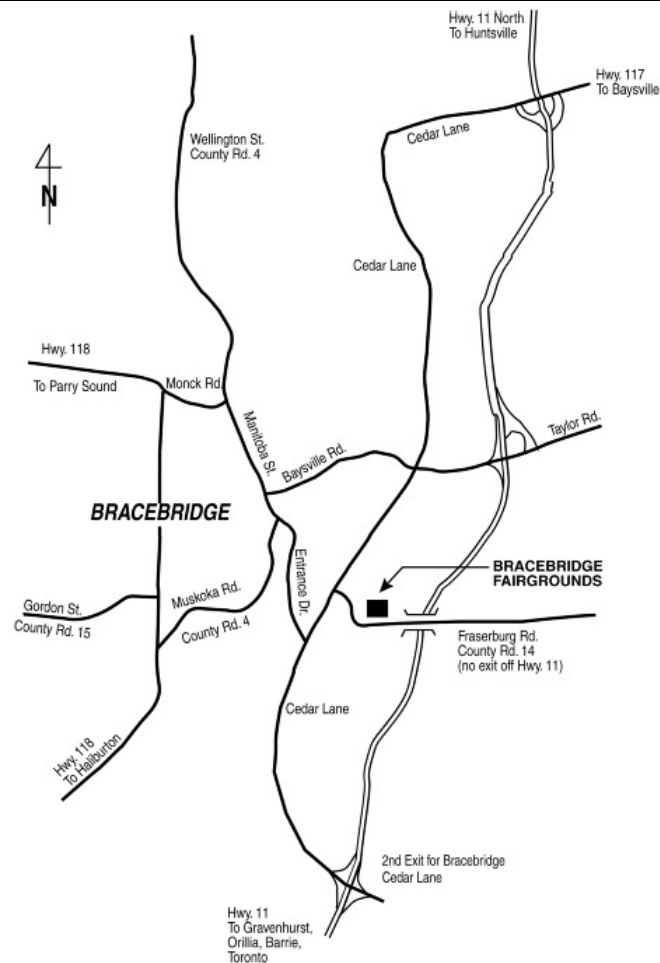 Hwy. 11 North
To Huntsville
Hwy. 117
To Baysville
Cedar Lane
Wellington St.
County Rd. 4
N
Cedar Lane
Hwy. 118
To Parry Sound
Monck Rd.
Manitoba St.
Baysville Rd.
Taylor Rd.
BRACEBRIDGE
Entranoe Dr.
BRACEBRIDGE
FAIRGROUNDS
Muskoka Rd.
County Rd. 4
Gordon St.
County Rd. 15
Fraserburg Rd.
County Rd. 14
(no exit off Hwy. 11)
Cedar Lane
Hwy. 118
To Haliburton
2nd Exit for Bracebridge
Cedar Lane
Hwy. 11
To Gravenhurst,
Orillia, Barrie,
Toronto